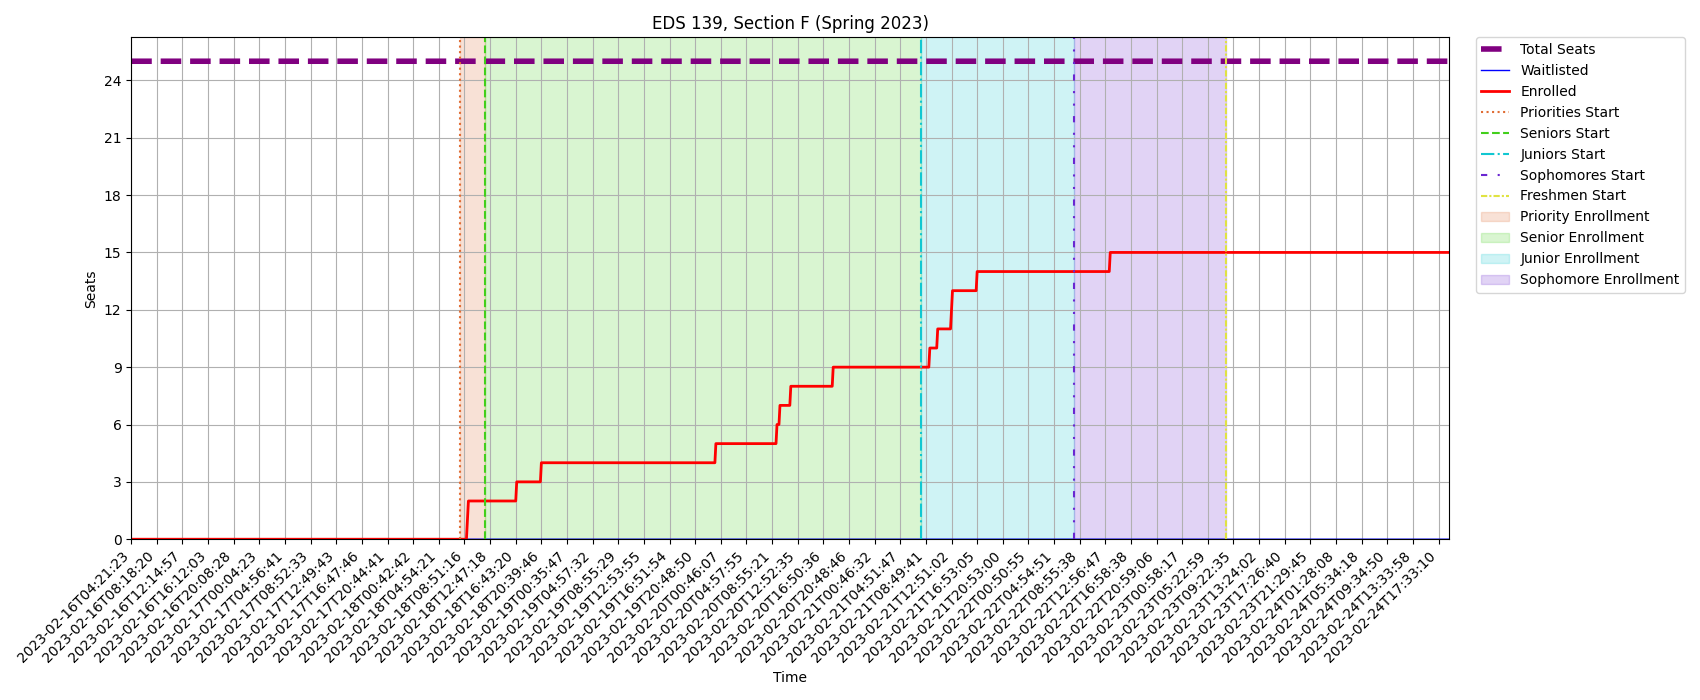 EDS 139, Section F (Spring 2023)
Seats
24
21
18
15
12
9
6
3
0
2023-02-16T04:21:23
2023-02-16T08:18:20
2023-02-16T12:14:57
2023-02-16T16:12:03
2023-02-16T20:08:28
2023-02-17T00:04:23
2023-02-17T04:56:41
2023-02-17T08:52:33
2023-02-17T12:49:43
2023-02-17T16:47:46
2023-02-17T20:44:41
2023-02-18T00:42:42
2023-02-18T04:54:21
2023-02-18T08:51:16
2023-02-18T12:47:18
2023-02-18T16:43:20
2023-02-18T20:39:46
2023-02-19T00:35:47
2023-02-19T04:57:32
2023-02-19T08:55:29
2023-02-19T12:53:55
2023-02-19T16:51:54
2023-02-19T20:48:50
2023-02-20T00:46:07
2023-02-20T04:57:55
2023-02-20T08:55:21
2023-02-20T12:52:35
2023-02-20T16:50:36
2023-02-20T20:48:46
2023-02-21T00:46:32
2023-02-21T04:51:47
2023-02-21T08:49:41
2023-02-21T12:51:02
2023-02-21T16:53:05
2023-02-21T20:53:00
2023-02-22T00:50:55
2023-02-22T04:54:51
2023-02-22T08:55:38
2023-02-22T12:56:47
2023-02-22T16:58:38
2023-02-22T20:59:06
2023-02-23T00:58:17
2023-02-23T05:22:59
2023-02-23T09:22:35
2023-02-23T13:24:02
2023-02-23T17:26:40
2023-02-23T21:29:45
2023-02-24T01:28:08
2023-02-24T05:34:18
2023-02-24T09:34:50
2023-02-24T13:33:58
2023-02-24T17:33:10
Time
Total Seats
Waitlisted
Enrolled
Priorities Start
Seniors Start
Juniors Start
Sophomores Start
Freshmen Start
Priority Enrollment
Senior Enrollment
Junior Enrollment
Sophomore Enrollment